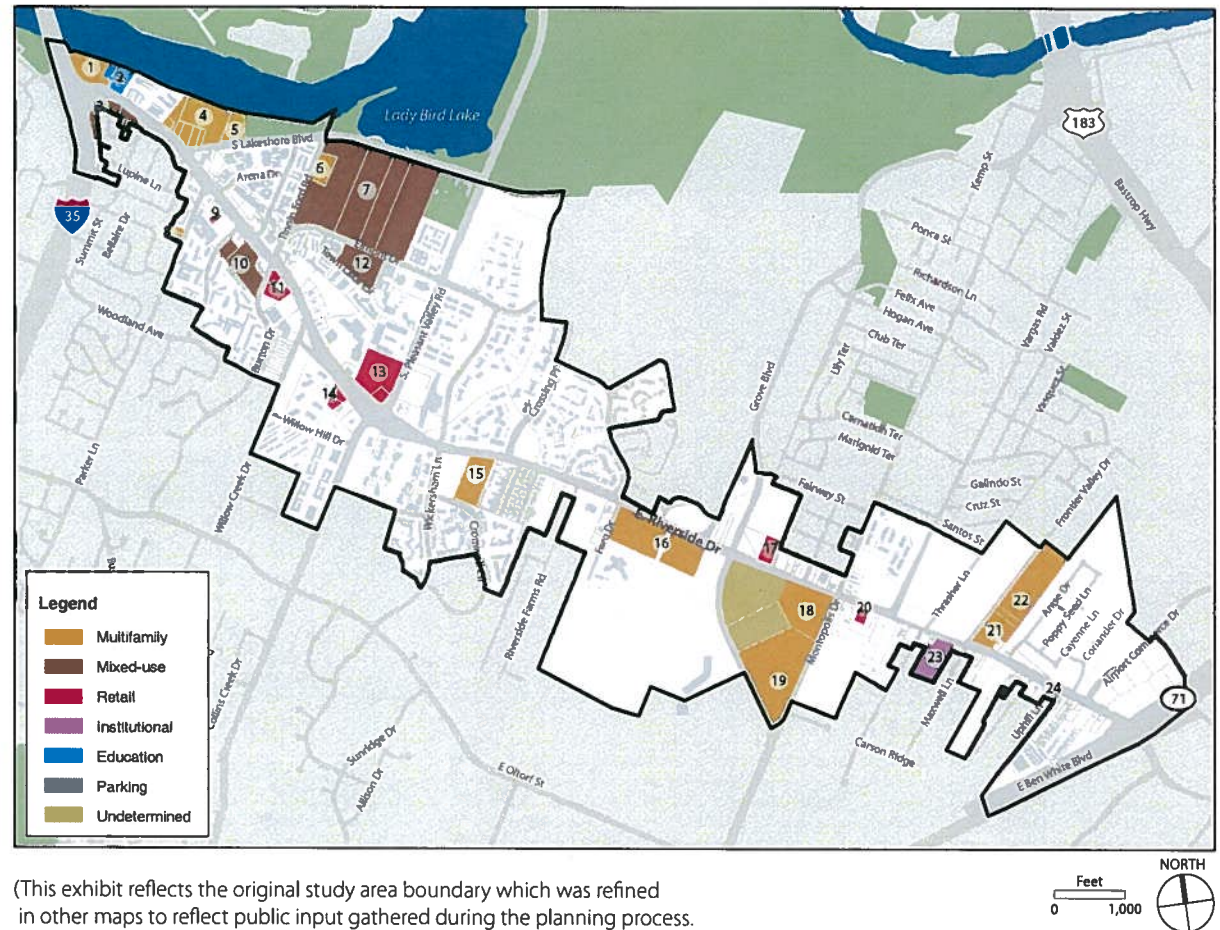 Lady Bird Lake
183
Bastrop Hwy
Kemp St
1
4
5
S Lakeshore Blvd
6
7
Arena Dr
Lupine Ln
35
Summit St
Bellaire Dr
9
10
11
12
Ponca St
Richardson Ln
Felix Ave
Hogan Ave
Club Ter
Vargas Rd
Valdez St
Vasquez St
Lily Ter
Grove Blvd
Woodland Ave
Burton Dr
S. Pleasant Valley Rd
13
14
Crossing Pl
Willow Hill Dr
Carnation Ter
Marigold Ter
Parker Ln
Willow Creek Dr
Wickersham Ln
15
Fairway St
Galindo St
Cruz St
Frontier Valley Dr
Santos St
E Riverside Dr
Faro Dr
16
17
Riverside Farms Rd
Thrasher Ln
18
Montopolis Dr
20
22
21
Ange Dr
Poppy Seed Ln
Cayenne Ln
Coriander Dr
Airport Commerce Dr
19
23
Maxwell Ln
24
Uphill Ln
71
Carson Ridge
E Ben White Blvd
Collins Creek Dr
Sunridge Dr
Allison Dr
E Oltorf St
Legend
Multifamily
Mixed-use
Retail
Institutional
Education
Parking
Undetermined
(This exhibit reflects the original study area boundary which was refined
in other maps to reflect public input gathered during the planning process.
Feet
0 1,000
NORTH